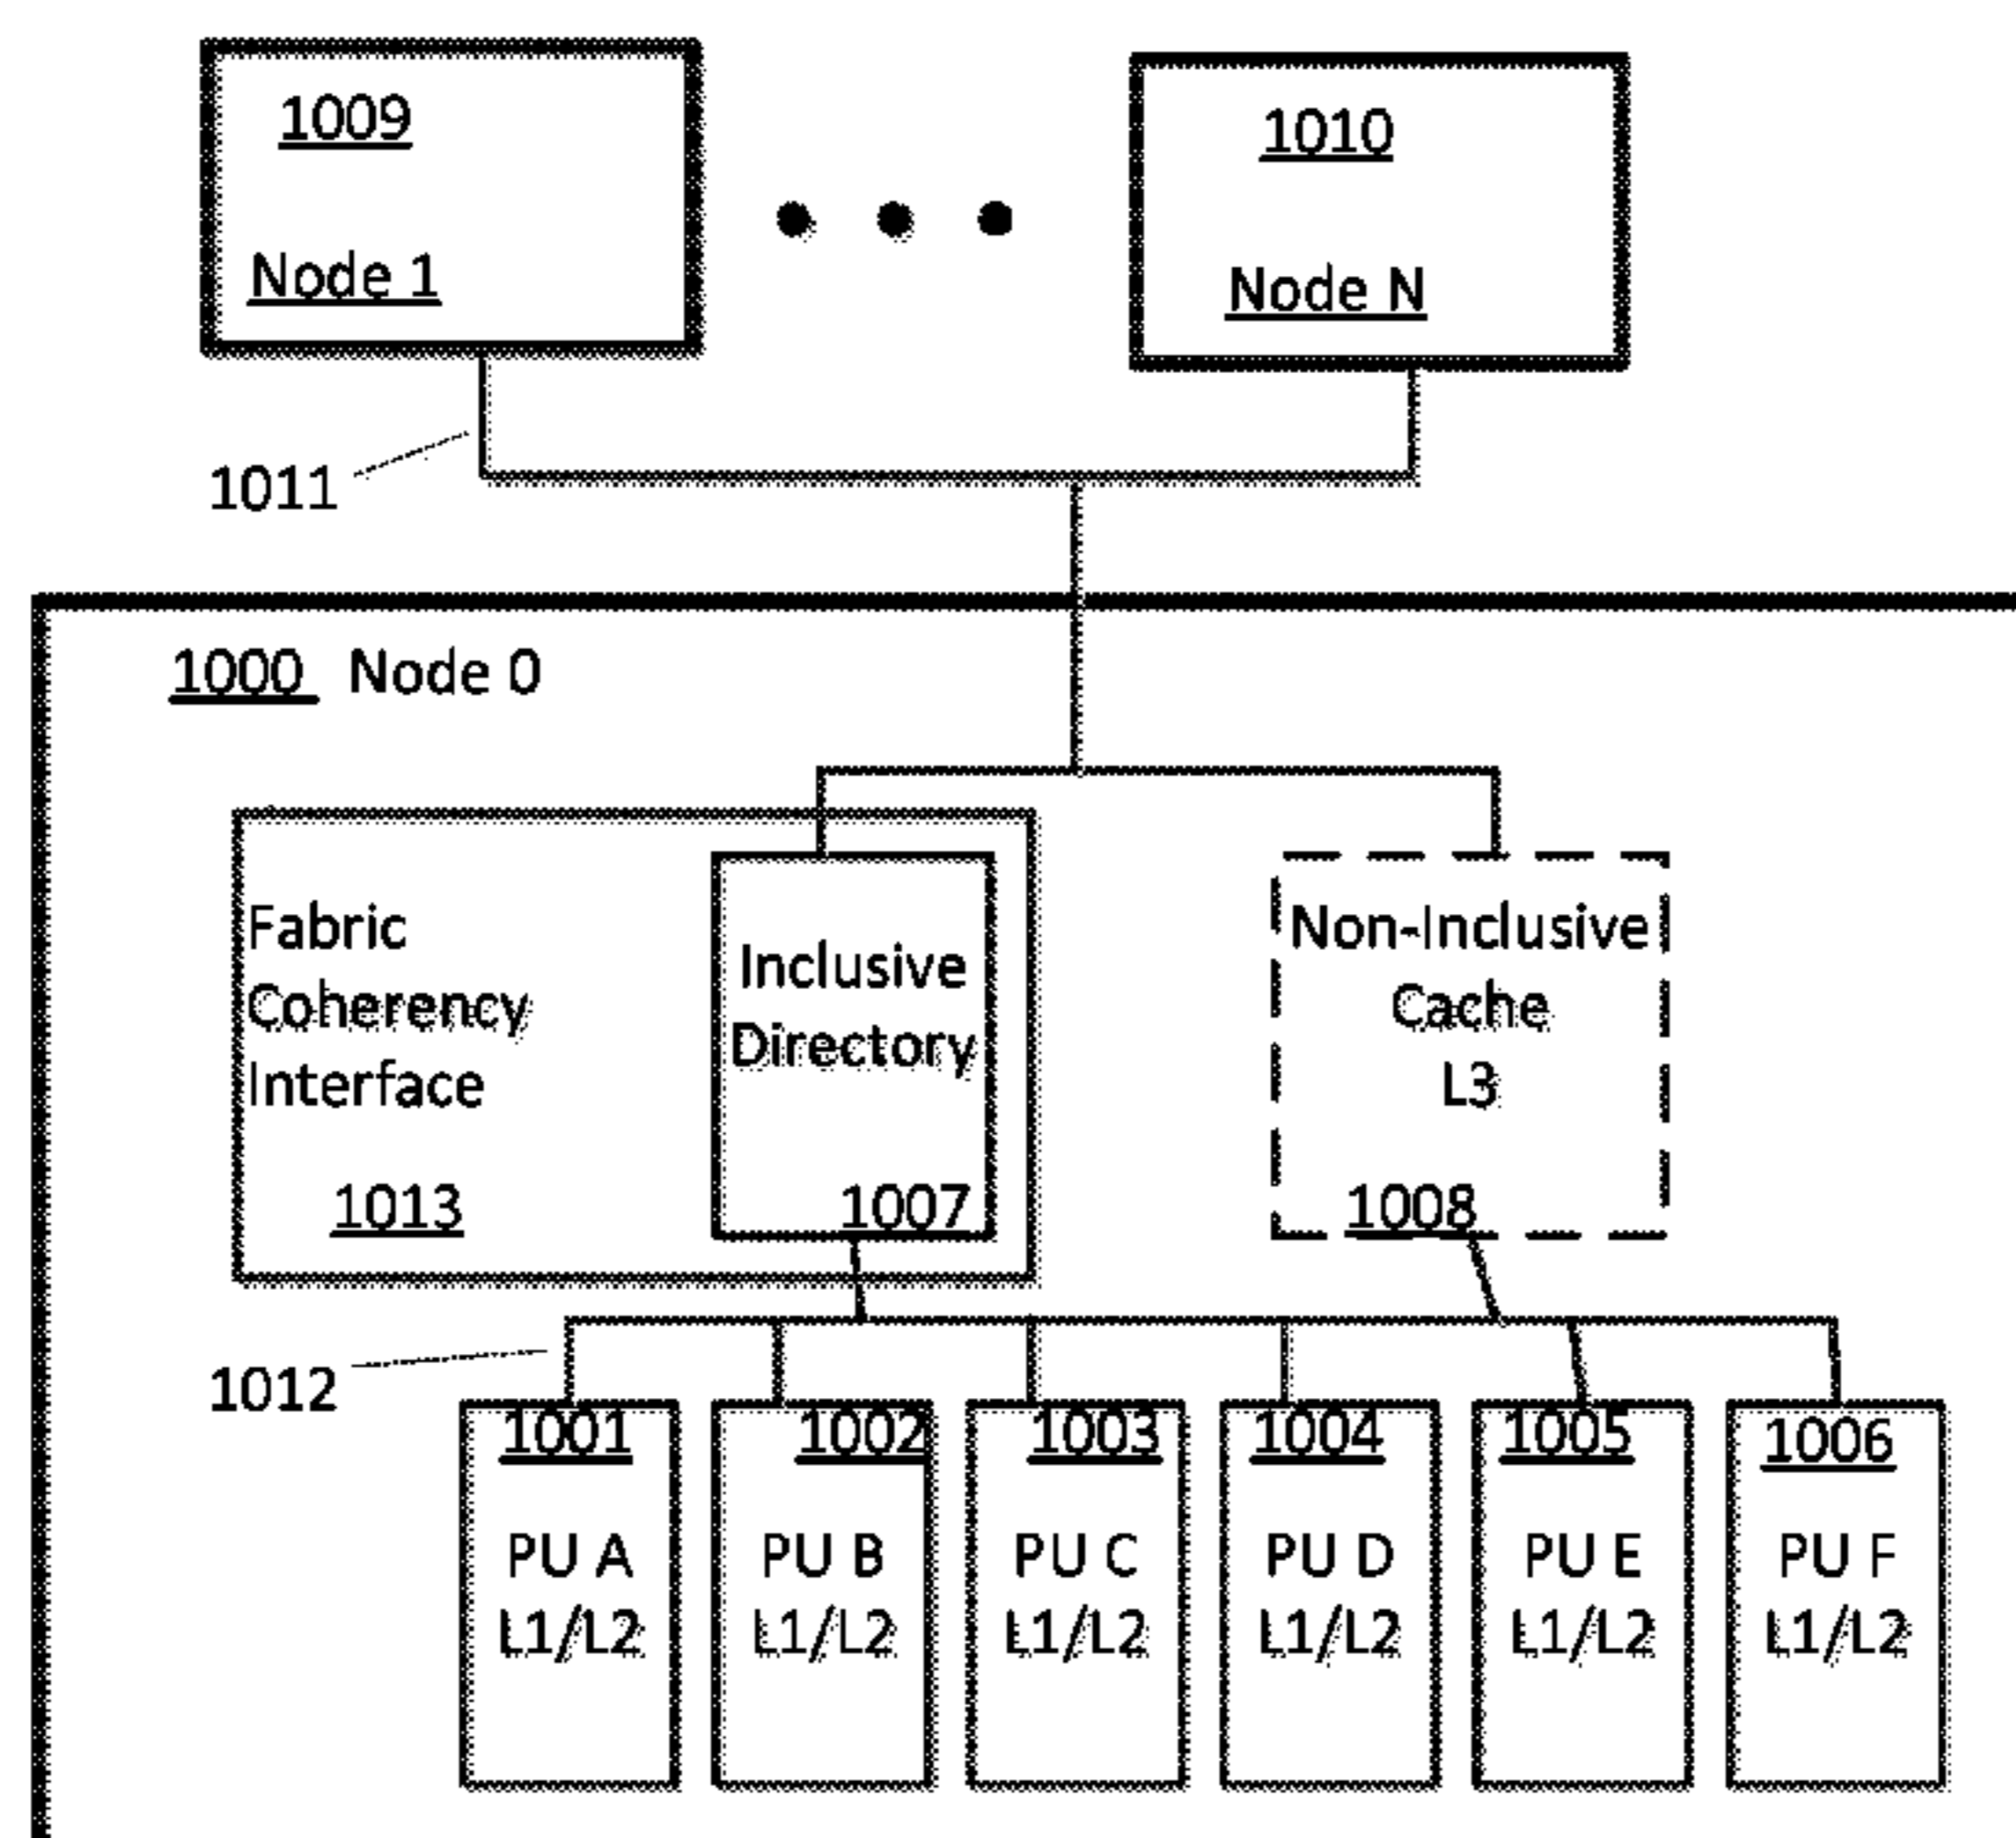 1009
Node 1
1010
Node N
1011
1000 Node 0
Fabric
Coherency
Interface
1013
Inclusive
Directory
1007
Non-Inclusive
Cache
L3
1008
1012
1001
PU A
L1/L2
1002
PU B
L1/L2
1003
PU C
L1/L2
1004
PU D
L1/L2
1005
PU E
L1/L2
1006
PU F
L1/L2